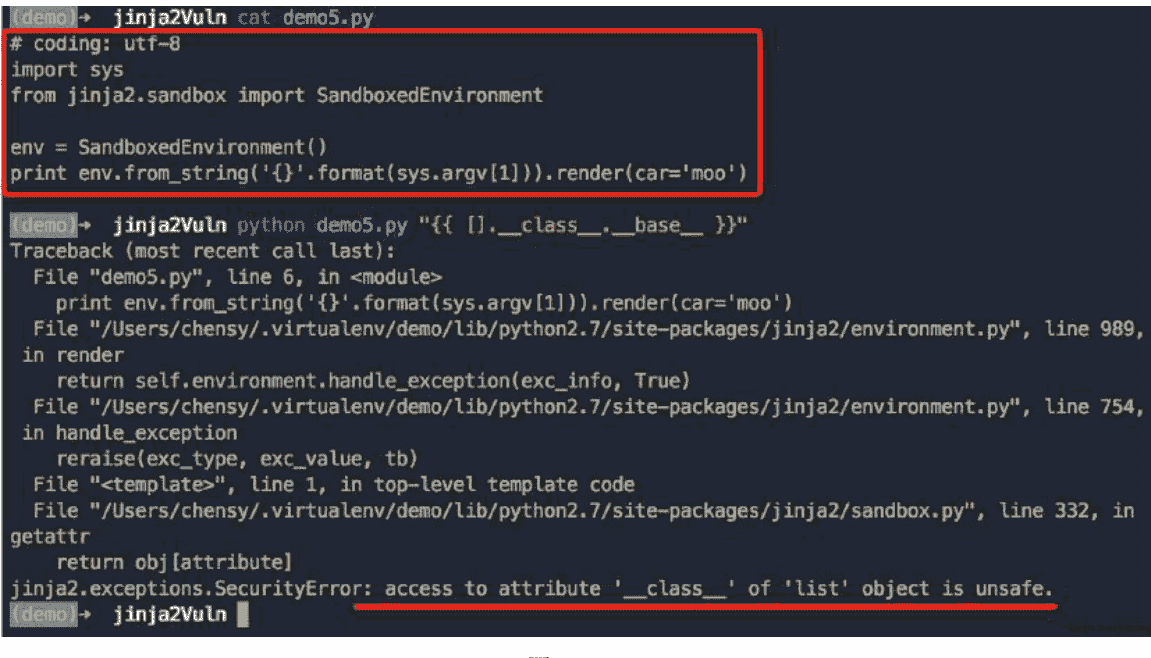 (demo)→ jinja2Vuln cat demo5.py
# coding: utf-8
import sys
from jinja2.sandbox import SandboxedEnvironment
env = SandboxedEnvironment()
print env.from_string('{}'.format(sys.argv[1])).render(car='moo')
(demo)→ jinja2Vuln python demo5.py "{{ [].__class__.__base__ }}"
Traceback (most recent call last):
File "demo5.py", line 6, in <module>
print env.from_string('{}'.format(sys.argv[1])).render(car='moo')
File "/Users/chensy/.virtualenv/demo/lib/python2.7/site-packages/jinja2/environment.py", line 989,
in render
return self.environment.handle_exception(exc_info, True)
File "/Users/chensy/.virtualenv/demo/lib/python2.7/site-packages/jinja2/environment.py", line 754,
in handle_exception
reraise(exc_type, exc_value, tb)
File "<template>", line 1, in top-level template code
File "/Users/chensy/.virtualenv/demo/lib/python2.7/site-packages/jinja2/sandbox.py", line 332, in
getattr
return obj[attribute]
jinja2.exceptions.SecurityError: access to attribute '__class__' of 'list' object is unsafe.
(demo)→ jinja2Vuln